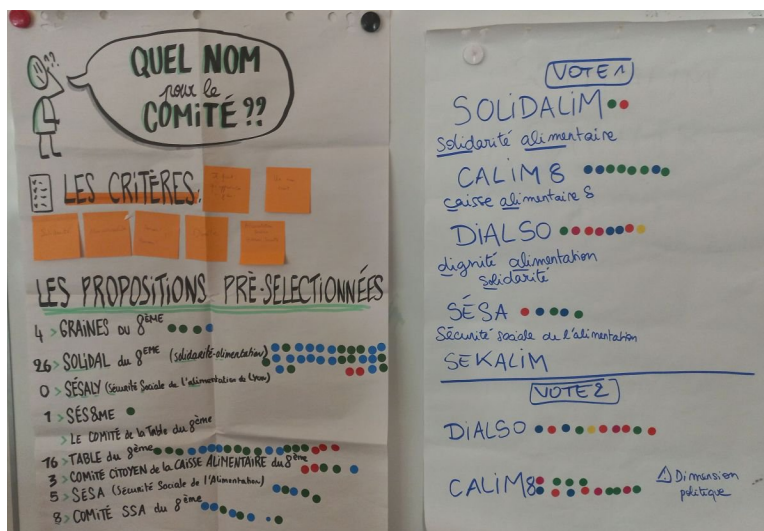 ??
QUEL NOM
pour le
COMiTÉ ??
LES CRiTÈRES:
LES PROPOSiTiONS PRÉ-SELECTiONNÉES
4 > GRAiNES DU 8ÈME
26 > SOLiDAL du 8EME (solidarité-alimentation)
0 > SÉSALY (Sécurité Sociale de l'alimentation de Lyon)
1 > SÉS8ME
> LE COMITÉ de la Table du 8ème
16 > TABLE du 8ème
3 > COMITÉ CITOYEN de la CAISSE ALIMENTAIRE du 8ème
5 > SESA (Sécurité Sociale de l'Alimentation)
8 > COMITÉ SSA du 8ème
VOTE 1
SOLiDALiM
Solidarité alimentaire
CALiM 8
caisse alimentaire 8
DiALSO
dignité alimentation
solidarité
SÉSA
Sécurité sociale de l'alimentation
SEKALiM
VOTE 2
DiALSO
CALiM8
⚠ Dimension
politique